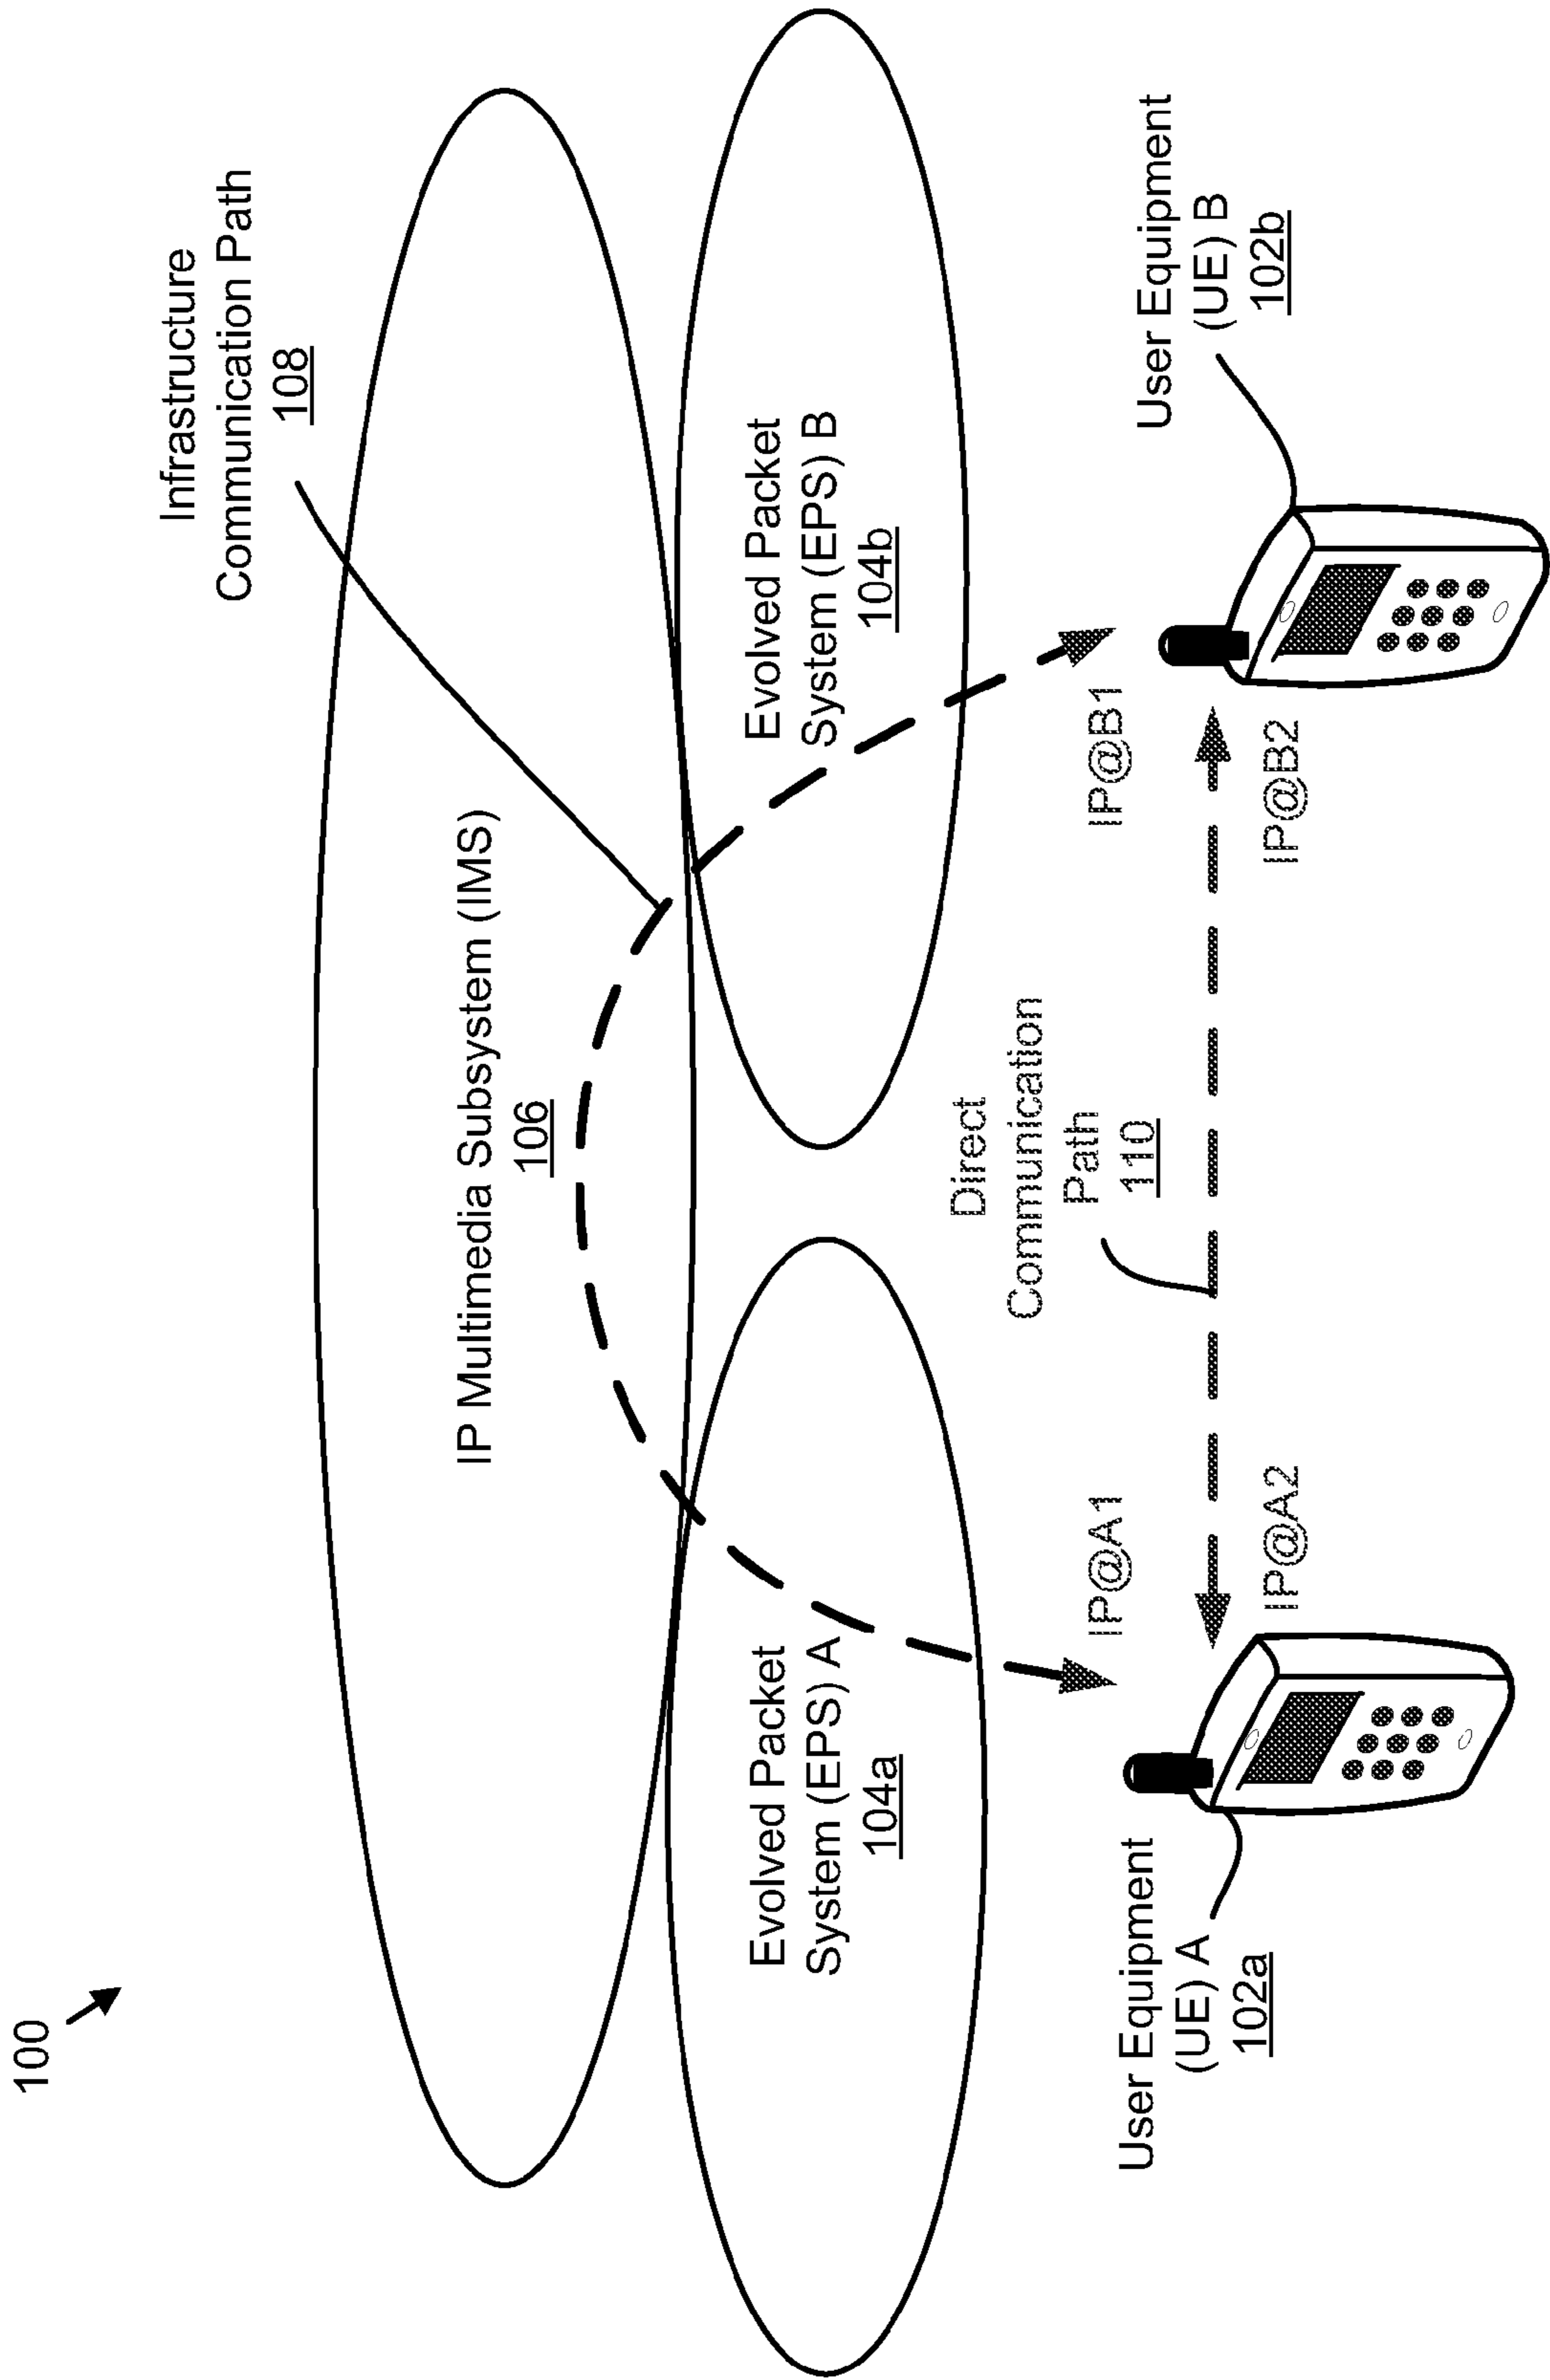 100
Infrastructure
Communication Path
108
IP Multimedia Subsystem (IMS)
106
Evolved Packet
System (EPS) A
104a
Evolved Packet
System (EPS) B
104b
Direct
Communication
Path
110
IP@A1
IP@B1
IP@A2
IP@B2
User Equipment
(UE) A
102a
User Equipment
(UE) B
102b